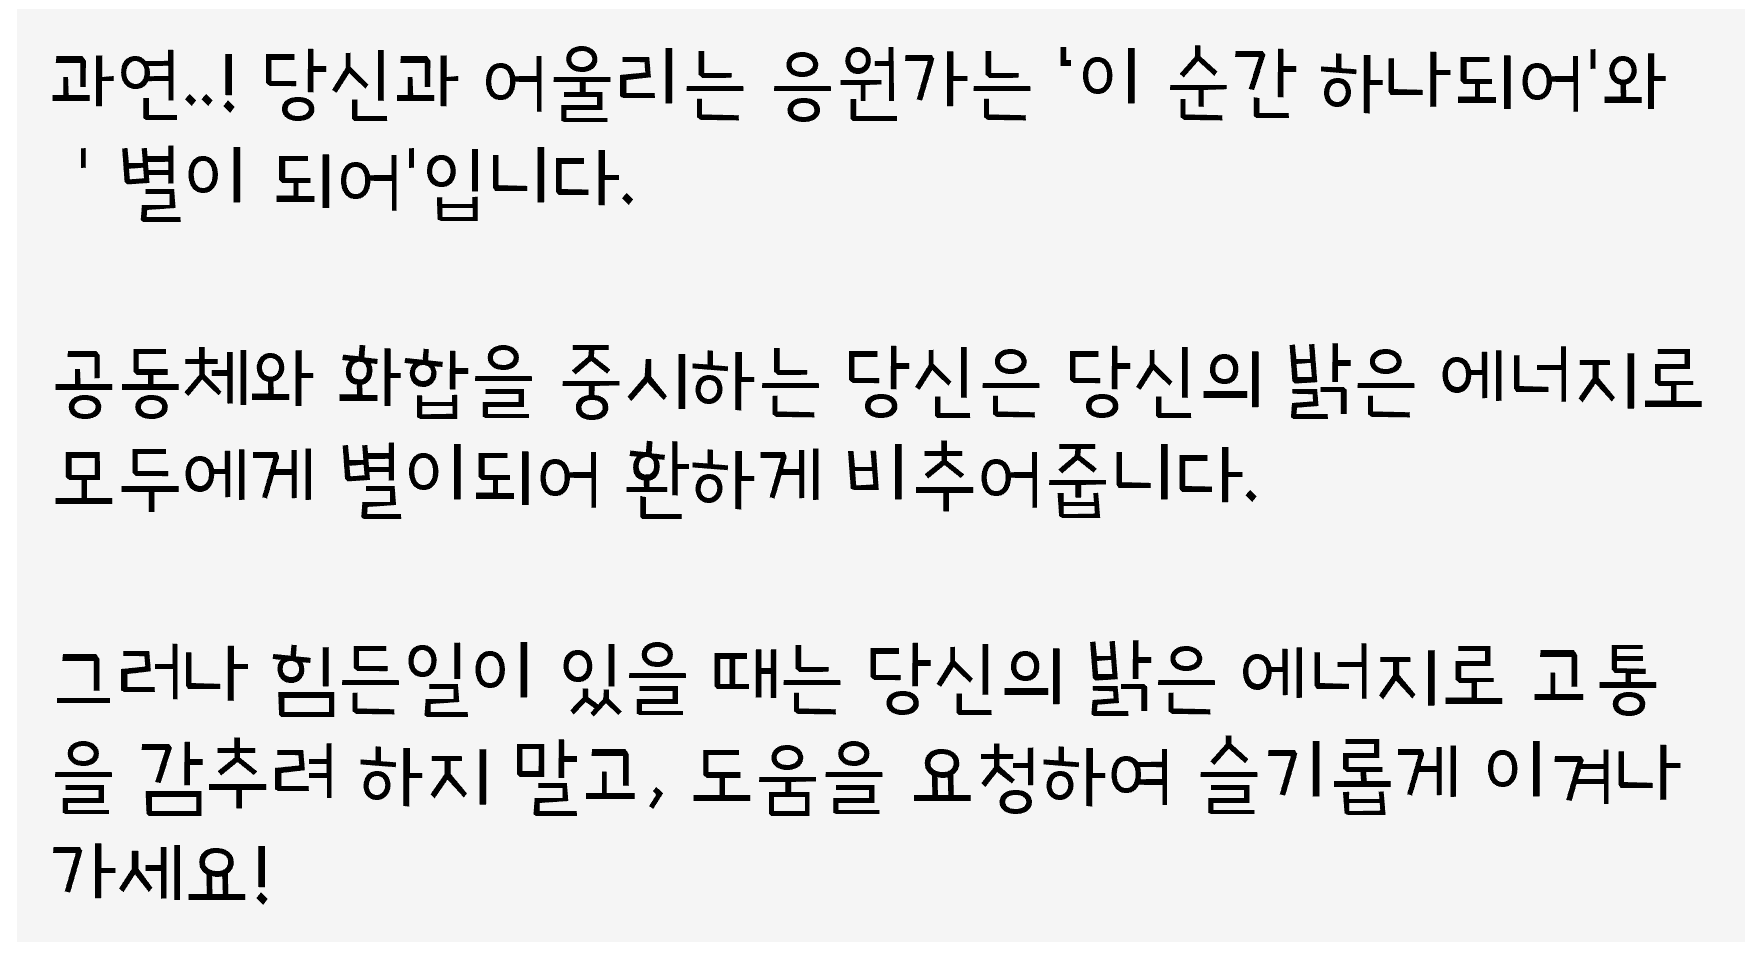 과연..! 당신과 어울리는 응원가는 '이 순간 하나되어'와
' 별이 되어'입니다.
공동체와 화합을 중시하는 당신은 당신의 밝은 에너지로
모두에게 별이되어 환하게 비추어줍니다.
그러나 힘든일이 있을 때는 당신의 밝은 에너지로 고통
을 감추려 하지 말고, 도움을 요청하여 슬기롭게 이겨나
가세요!